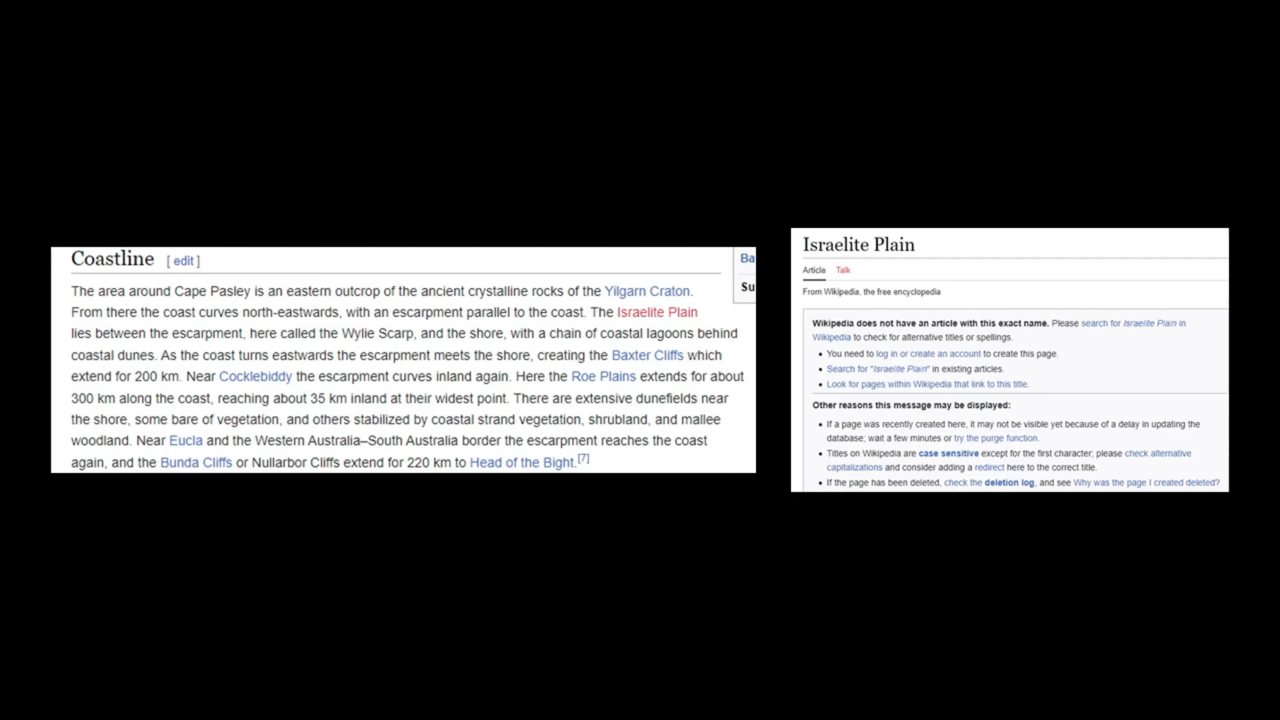 Coastline [ edit ]
Ba
Su
The area around Cape Pasley is an eastern outcrop of the ancient crystalline rocks of the Yilgarn Craton.
From there the coast curves north-eastwards, with an escarpment parallel to the coast. The Israelite Plain
lies between the escarpment, here called the Wylie Scarp, and the shore, with a chain of coastal lagoons behind
coastal dunes. As the coast turns eastwards the escarpment meets the shore, creating the Baxter Cliffs which
extend for 200 km. Near Cocklebiddy the escarpment curves inland again. Here the Roe Plains extends for about
300 km along the coast, reaching about 35 km inland at their widest point. There are extensive dunefields near
the shore, some bare of vegetation, and others stabilized by coastal strand vegetation, shrubland, and mallee
woodland. Near Eucla and the Western Australia–South Australia border the escarpment reaches the coast
again, and the Bunda Cliffs or Nullarbor Cliffs extend for 220 km to Head of the Bight.[7]
Israelite Plain
Article Talk
From Wikipedia, the free encyclopedia
Wikipedia does not have an article with this exact name. Please search for Israelite Plain in
Wikipedia to check for alternative titles or spellings.
• You need to log in or create an account to create this page.
• Search for "Israelite Plain" in existing articles.
• Look for pages within Wikipedia that link to this title.
Other reasons this message may be displayed:
• If a page was recently created here, it may not be visible yet because of a delay in updating the
database; wait a few minutes or try the purge function.
• Titles on Wikipedia are case sensitive except for the first character; please check alternative
capitalizations and consider adding a redirect here to the correct title.
• If the page has been deleted, check the deletion log, and see Why was the page I created deleted?